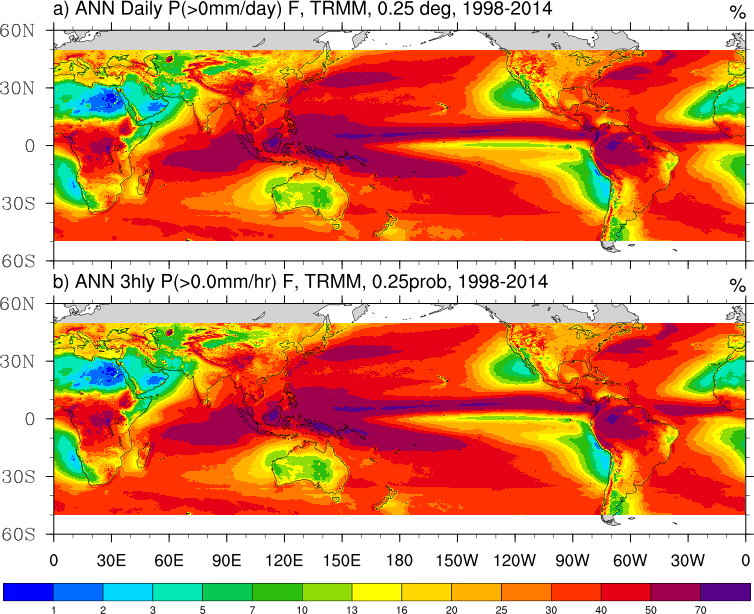 a) ANN Daily P(>0mm/day) F, TRMM, 0.25 deg, 1998-2014
%
60N
30N
0
30S
60S
b) ANN 3hly P(>0.0mm/hr) F, TRMM, 0.25prob, 1998-2014
%
60N
30N
0
30S
60S
0 30E 60E 90E 120E 150E 180 150W 120W 90W 60W 30W 0
1 2 3 5 7 10 13 16 20 25 30 40 50 70